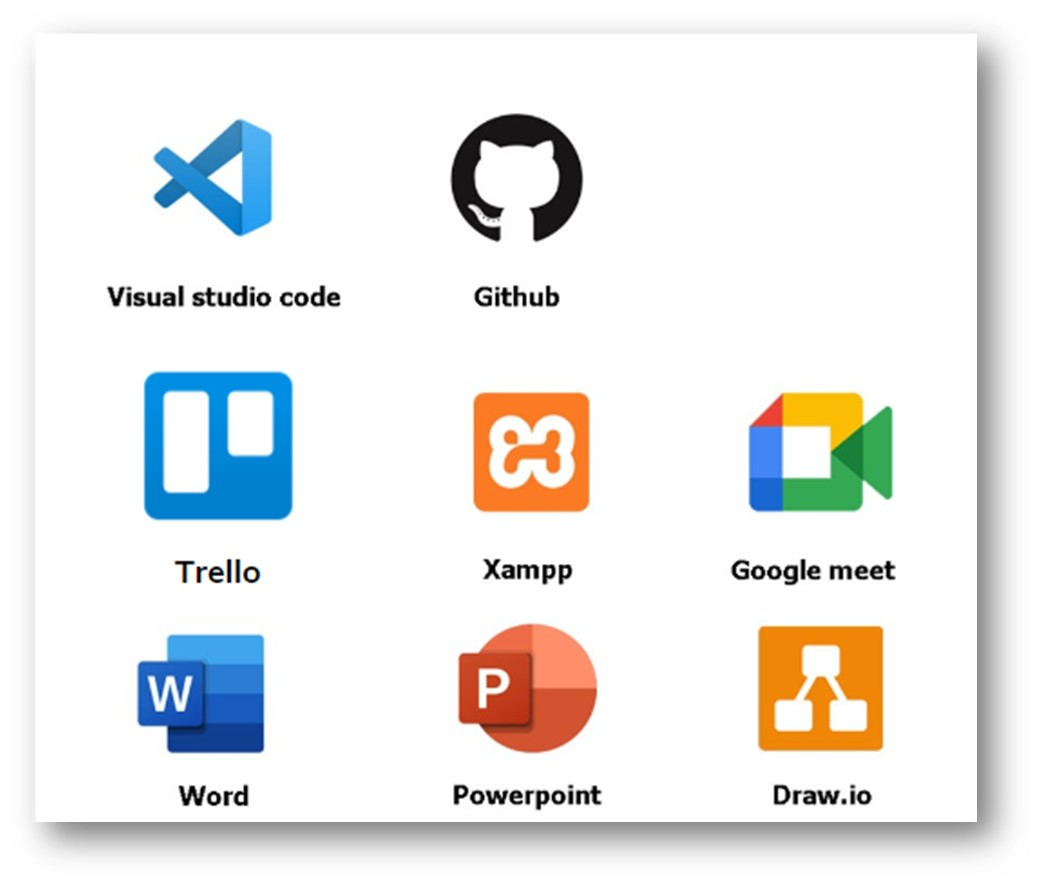 Visual studio code
Github
Trello
Xampp
Google meet
W
P
Word
Powerpoint
Draw.io